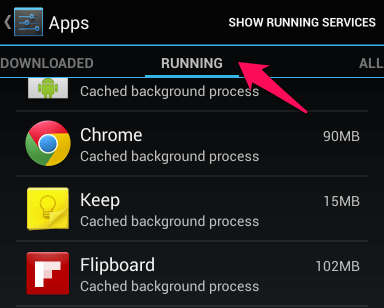 Apps
SHOW RUNNING SERVICES
DOWNLOADED
RUNNING
ALL
Cached background process
Chrome
90MB
Cached background process
Keep
15MB
Cached background process
Flipboard
102MB
Cached background process